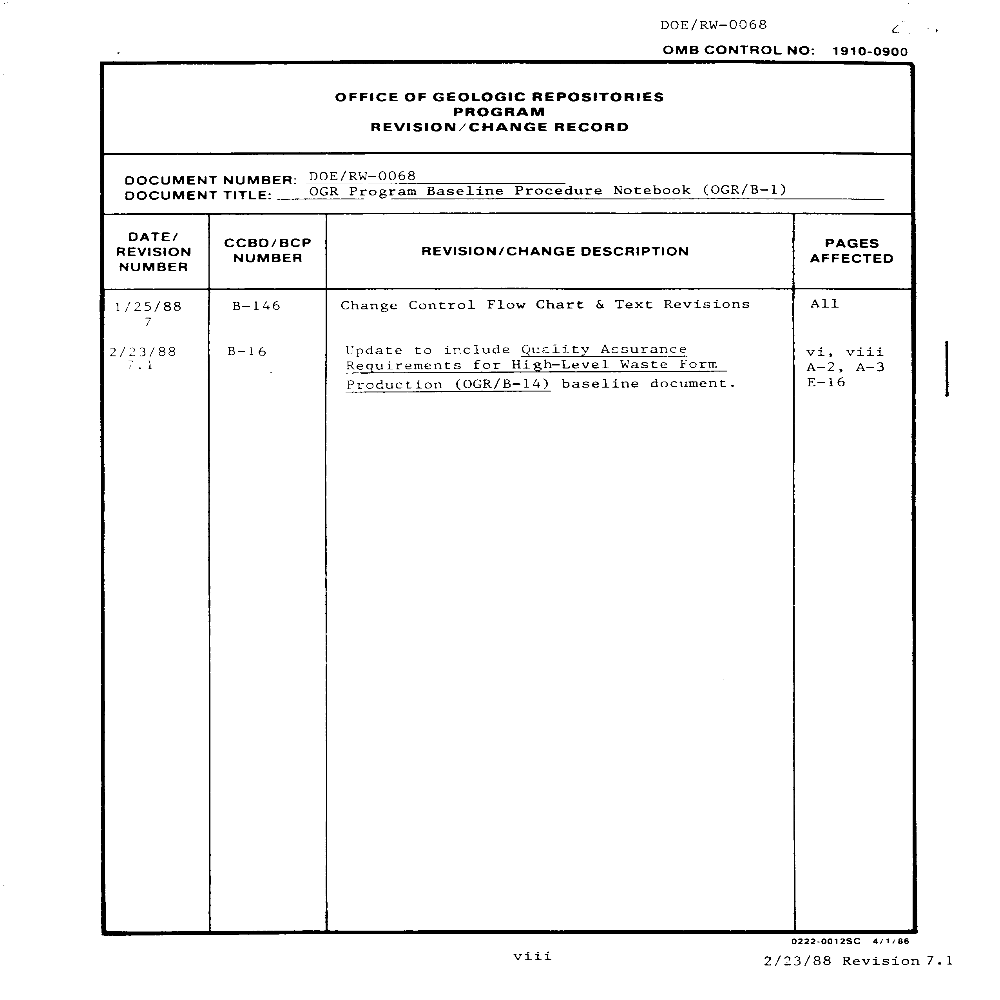 DOE/RW-0068
OMB CONTROL NO: 1910-0900
OFFICE OF GEOLOGIC REPOSITORIES
PROGRAM
REVISION/CHANGE RECORD
DOCUMENT NUMBER: DOE/RW-0068
DOCUMENT TITLE: OGR Program Baseline Procedure Notebook (OGR/B-1)
DATE/
REVISION
NUMBER
CCBD/BCP
NUMBER
REVISION/CHANGE DESCRIPTION
PAGES
AFFECTED
1/25/88 B-146 Change Control Flow Chart & Text Revisions All
7
2/23/88 B-16 Update to include Quality Assurance vi, viii
7.1 Requirements for High-Level Waste Form A-2, A-3
Production (OGR/B-14) baseline document. E-16
0222-0012SC 4/1/86
viii
2/23/88 Revision 7.1